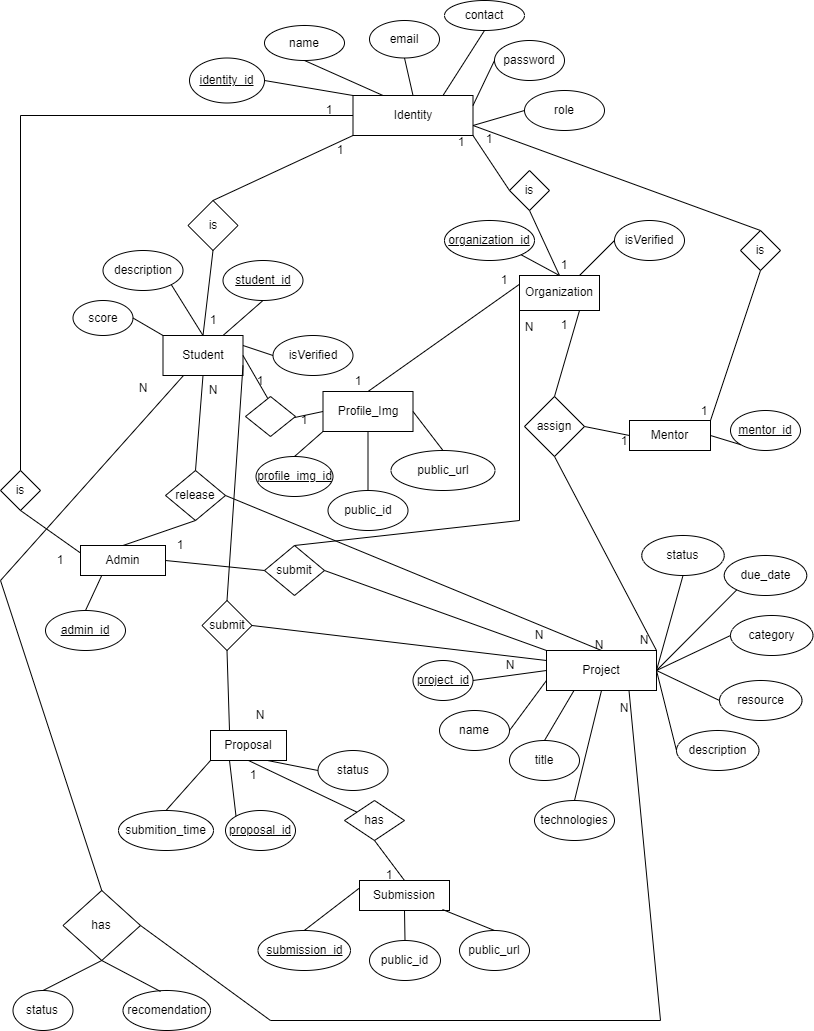 contact
name
email
password
identity_id
role
1
Identity
1
1
1
is
is
organization_id
isVerified
is
description
student_id
1
1
Organization
score
1
N
1
Student
isVerified
N
N
1
1
1
Profile_Img
assign
1
1
Mentor
mentor_id
profile_img_id
public_url
public_id
is
release
1
1
Admin
submit
status
due_date
admin_id
submit
N
N
N
category
N
project_id
Project
resource
N
N
name
description
Proposal
title
1
status
submition_time
proposal_id
has
technologies
1
Submission
has
submission_id
public_id
public_url
status
recomendation